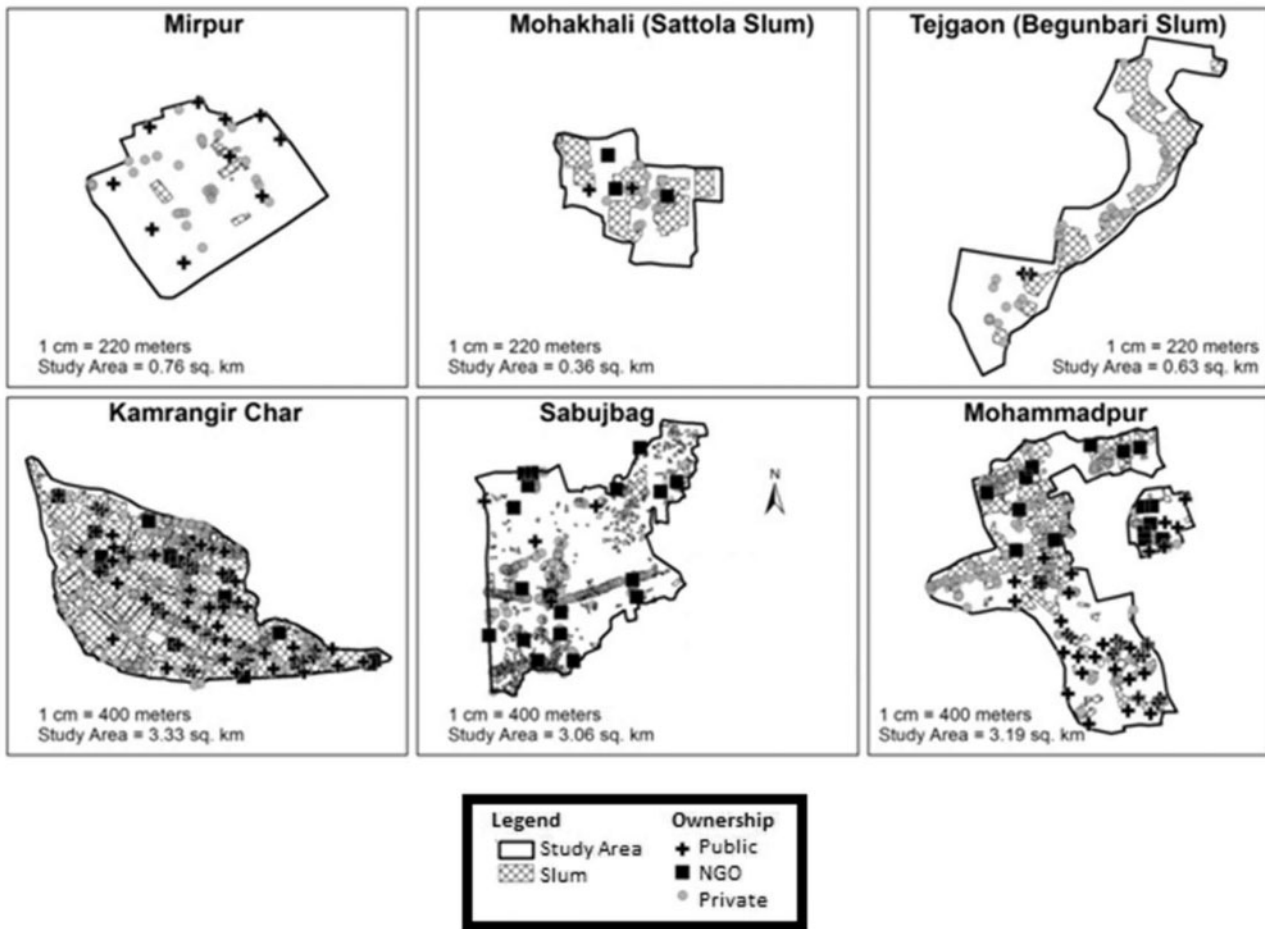 Mirpur
1 cm = 220 meters
Study Area = 0.76 sq. km
Mohakhali (Sattola Slum)
1 cm = 220 meters
Study Area = 0.36 sq. km
Tejgaon (Begunbari Slum)
1 cm = 220 meters
Study Area = 0.63 sq. km
Kamrangir Char
1 cm = 400 meters
Study Area = 3.33 sq. km
Sabujbag
N
1 cm = 400 meters
Study Area = 3.06 sq. km
Mohammadpur
1 cm = 400 meters
Study Area = 3.19 sq. km
Legend
Study Area
Slum
Ownership
Public
NGO
Private